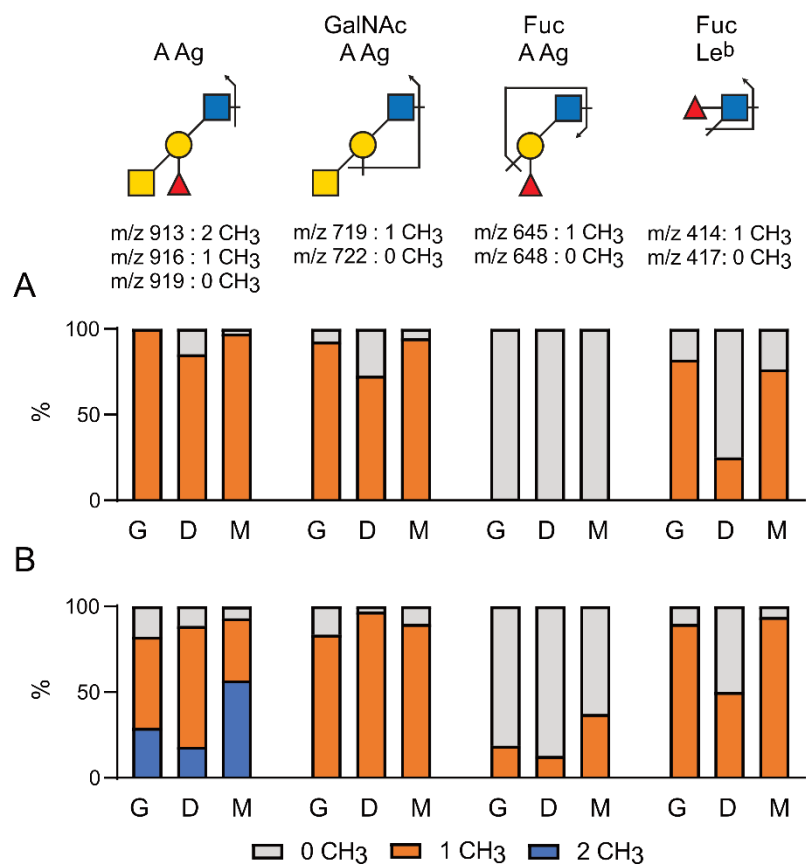 A Ag
GalNAc
A Ag
Fuc
A Ag
Fuc
Leᵇ
m/z 913 : 2 CH₃
m/z 916 : 1 CH₃
m/z 919 : 0 CH₃
m/z 719 : 1 CH₃
m/z 722 : 0 CH₃
m/z 645 : 1 CH₃
m/z 648 : 0 CH₃
m/z 414: 1 CH₃
m/z 417: 0 CH₃
A
100
50
0
%
G D M G D M G D M G D M
B
100
50
0
%
G D M G D M G D M G D M
0 CH₃ 1 CH₃ 2 CH₃